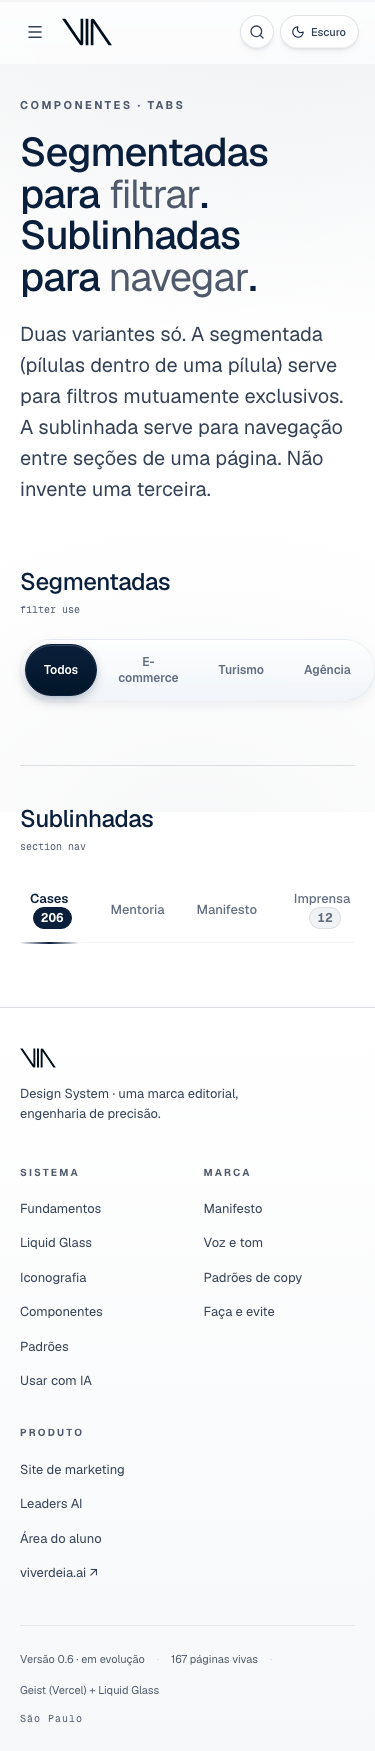 VIA
Escuro
COMPONENTES · TABS
Segmentadas
para filtrar.
Sublinhadas
para navegar.
Duas variantes só. A segmentada
(pílulas dentro de uma pílula) serve
para filtros mutuamente exclusivos.
A sublinhada serve para navegação
entre seções de uma página. Não
invente uma terceira.
Segmentadas
filter use
Todos
E-
commerce
Turismo
Agência
Sublinhadas
section nav
Cases
206
Mentoria
Manifesto
Imprensa
12
VIA
Design System · uma marca editorial,
engenharia de precisão.
SISTEMA
Fundamentos
Liquid Glass
Iconografia
Componentes
Padrões
Usar com IA
MARCA
Manifesto
Voz e tom
Padrões de copy
Faça e evite
PRODUTO
Site de marketing
Leaders AI
Área do aluno
viverdeia.ai ↗
Versão 0.6 · em evolução · 167 páginas vivas ·
Geist (Vercel) + Liquid Glass
São Paulo